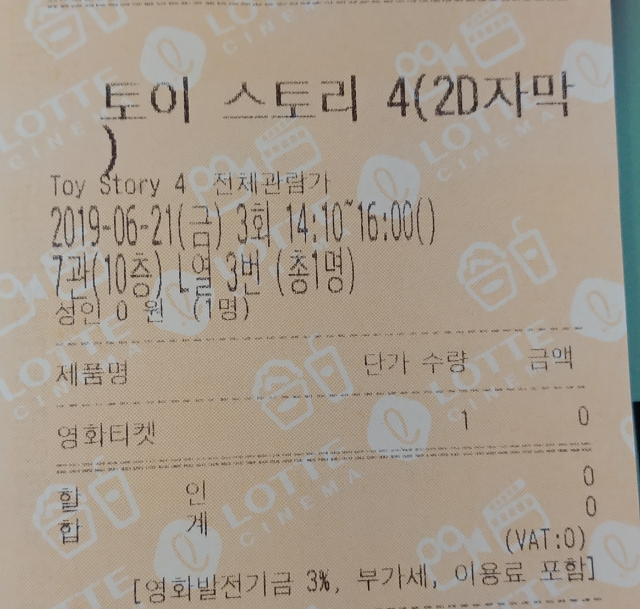 토이 스토리 4(2D자막
)
Toy Story 4 전체관람가
2019-06-21(금) 3회 14:10~16:00()
7관(10층) L열 3번 (총1명)
성인 0 원 (1명)
제품명 단가 수량 금액
영화티켓 1 0
할 인 0
합 계 0
(VAT:0)
[영화발전기금 3%, 부가세, 이용료 포함]
LOTTE
CINEMA